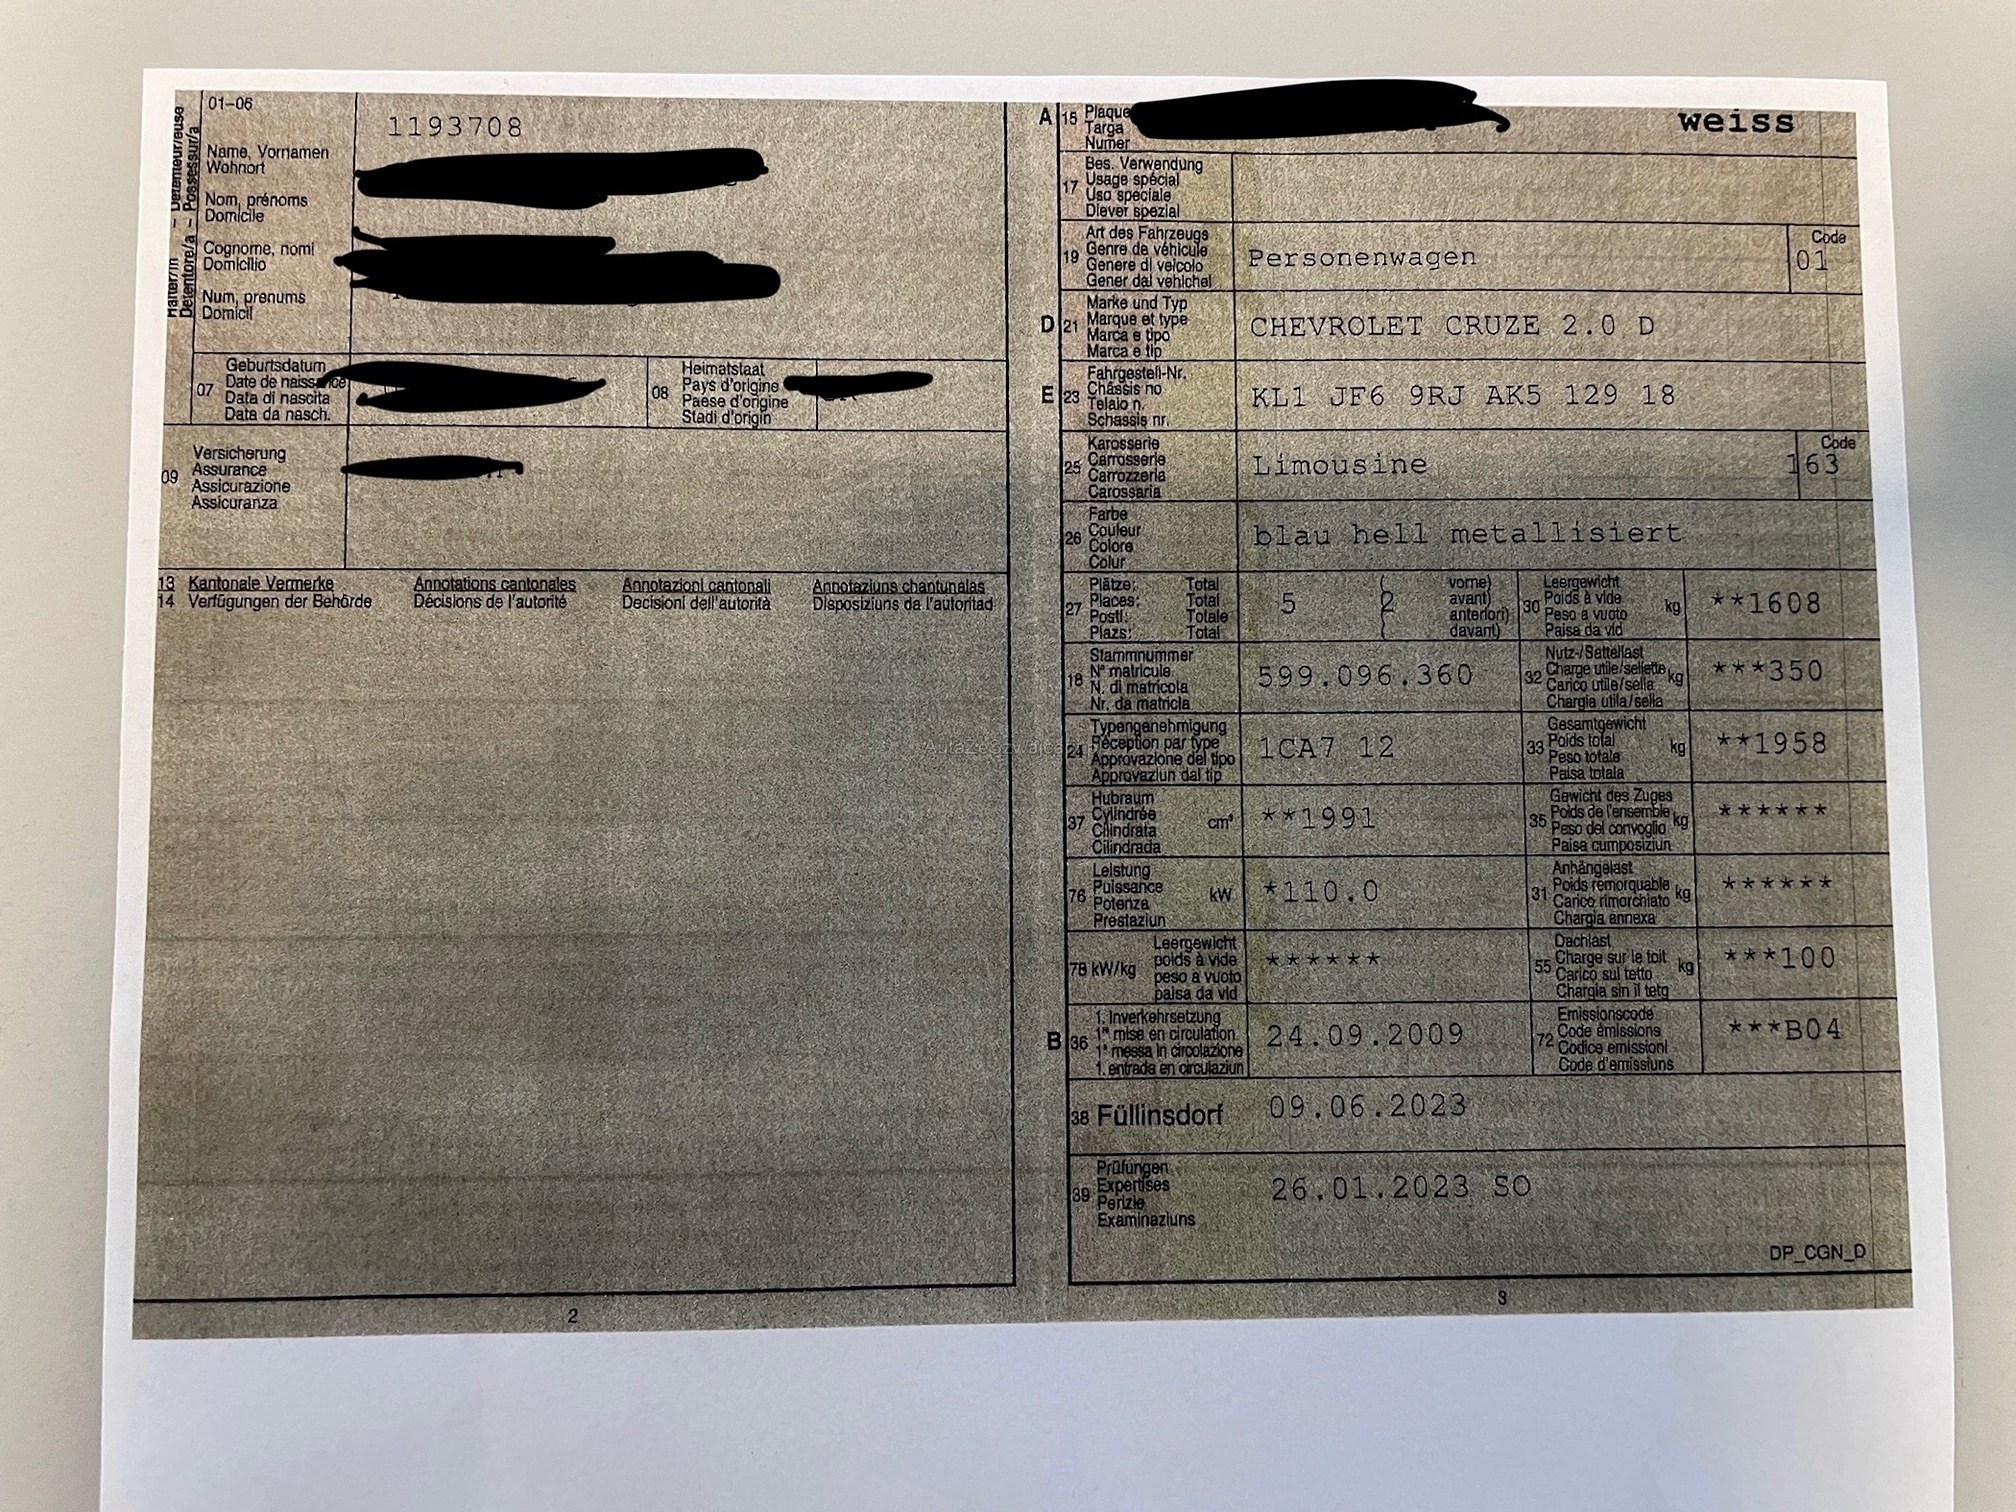 01-06
1193708
Halter/in - Détenteur/euse
Detentore/a - Possessur/a
Name, Vornamen
Wohnort
Nom, prénoms
Domicile
Cognome, nomi
Domicilio
Num, prenums
Domicil
07
Geburtsdatum
Date de naissance
Data di nascita
Data da nasch.
08
Heimatstaat
Pays d'origine
Paese d'origine
Stadi d'origin
09
Versicherung
Assurance
Assicurazione
Assicuranza
13 Kantonale Vermerke Annotations cantonales Annotazioni cantonali Annotaziuns chantunalas
14 Verfügungen der Behörde Décisions de l'autorité Decisioni dell'autorità Disposiziuns da l'autoritad
2
A 15
Plaque
Targa
Numer
weiss
17
Bes. Verwendung
Usage spécial
Uso speciale
Diever spezial
19
Art des Fahrzeugs
Genre de véhicule
Genere di veicolo
Gener dal vehichel
Personenwagen
Code
01
D 21
Marke und Typ
Marque et type
Marca e tipo
Marca e tip
CHEVROLET CRUZE 2.0 D
E 23
Fahrgestell-Nr.
Châssis no
Telaio n.
Schassis nr.
KL1 JF6 9RJ AK5 129 18
25
Karosserie
Carrosserie
Carrozzeria
Carossaria
Limousine
Code
163
26
Farbe
Couleur
Colore
Colur
blau hell metallisiert
27
Plätze: Total
Places: Total
Posti: Totale
Plazs: Total
5 ( 2 vorne)
avant)
anteriori)
davant)
30
Leergewicht
Poids à vide
Peso a vuoto
Paisa da vid
kg
**1608
18
Stammnummer
N° matricule
N. di matricola
Nr. da matricla
599.096.360
32
Nutz-/Sattellast
Charge utile/sellette
Carico utile/sella
Chargia utila/sella
kg
***350
24
Typengenehmigung
Réception par type
Approvazione del tipo
Approvaziun dal tip
1CA7 12
33
Gesamtgewicht
Poids total
Peso totale
Paisa totala
kg
**1958
37
Hubraum
Cylindrée
Cilindrata
Cilindrada
cm³
**1991
35
Gewicht des Zuges
Poids de l'ensemble
Peso del convoglio
Paisa cumposiziun
kg
******
76
Leistung
Puissance
Potenza
Prestaziun
kW
*110.0
31
Anhängelast
Poids remorquable
Carico rimorchiato
Chargia annexa
kg
******
78 kW/kg
Leergewicht
poids à vide
peso a vuoto
paisa da vid
******
55
Dachlast
Charge sur le toit
Carico sul tetto
Chargia sin il tetg
kg
***100
B 36
1. Inverkehrsetzung
1re mise en circulation
1a messa in circolazione
1. entrada en circulaziun
24.09.2009
72
Emissionscode
Code émissions
Codice emissioni
Code d'emissiuns
***B04
38 Füllinsdorf
09.06.2023
39
Prüfungen
Expertises
Perizie
Examinaziuns
26.01.2023 SO
DP_CGN_D
3